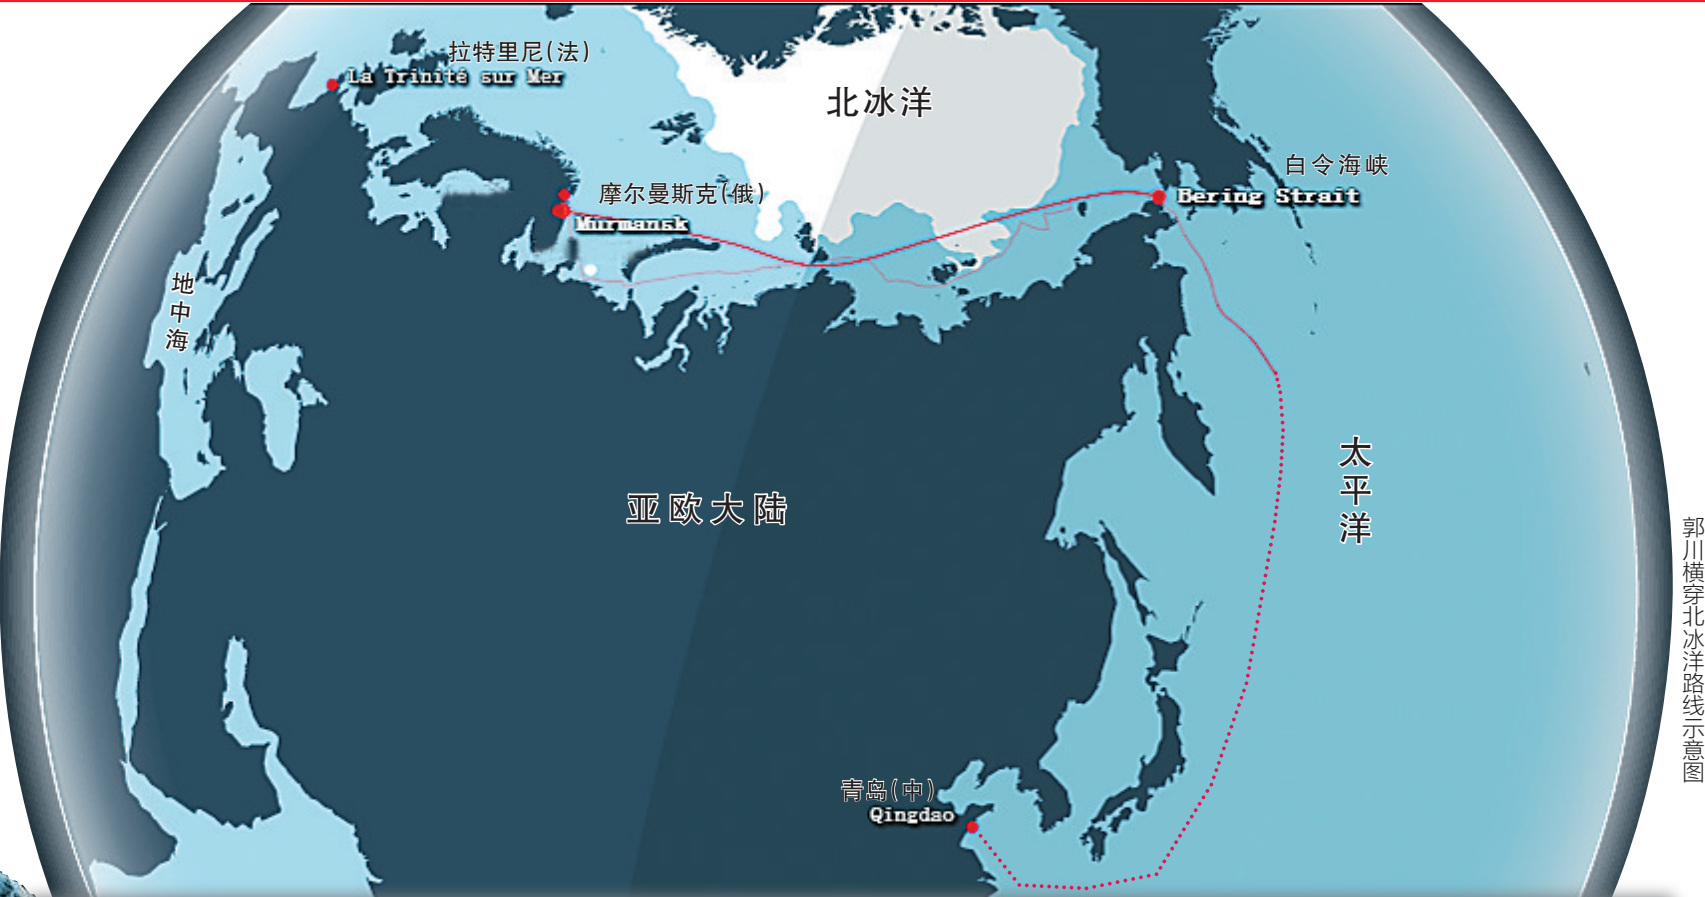 拉特里尼(法)
La Trinité sur Mer
北冰洋
白令海峡
Bering Strait
摩尔曼斯克(俄)
Murmansk
地中海
亚欧大陆
太平洋
青岛(中)
Qingdao
郭川横穿北冰洋路线示意图